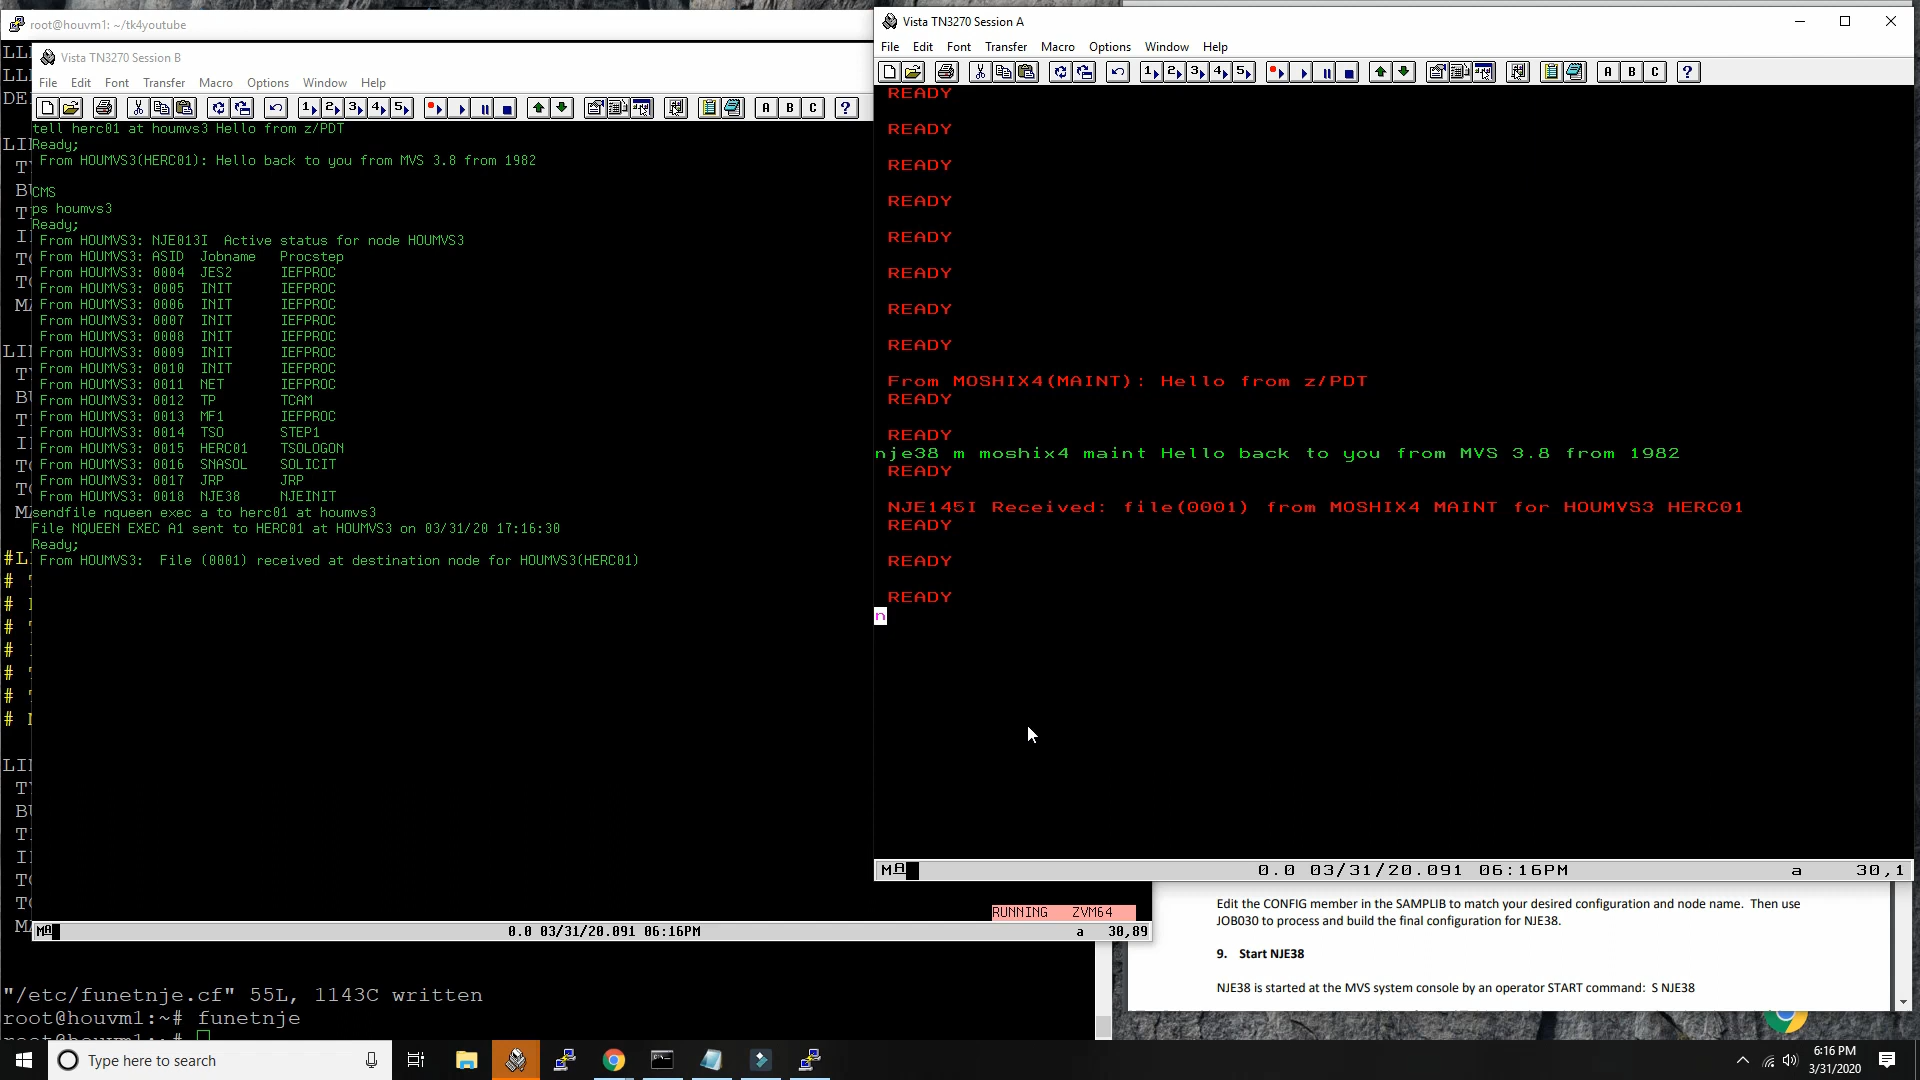 root@houvm1: ~/tk4youtube
Vista TN3270 Session B
File Edit Font Transfer Macro Options Window Help
tell herc01 at houmvs3 Hello from z/PDT
Ready;
From HOUMVS3(HERC01): Hello back to you from MVS 3.8 from 1982
CMS
ps houmvs3
Ready;
From HOUMVS3: NJE013I Active status for node HOUMVS3
From HOUMVS3: ASID Jobname Procstep
From HOUMVS3: 0004 JES2 IEFPROC
From HOUMVS3: 0005 INIT IEFPROC
From HOUMVS3: 0006 INIT IEFPROC
From HOUMVS3: 0007 INIT IEFPROC
From HOUMVS3: 0008 INIT IEFPROC
From HOUMVS3: 0009 INIT IEFPROC
From HOUMVS3: 0010 INIT IEFPROC
From HOUMVS3: 0011 NET IEFPROC
From HOUMVS3: 0012 TP TCAM
From HOUMVS3: 0013 MF1 IEFPROC
From HOUMVS3: 0014 TSO STEP1
From HOUMVS3: 0015 HERC01 TSOLOGON
From HOUMVS3: 0016 SNASOL SOLICIT
From HOUMVS3: 0017 JRP JRP
From HOUMVS3: 0018 NJE38 NJEINIT
sendfile nqueen exec a to herc01 at houmvs3
File NQUEEN EXEC A1 sent to HERC01 at HOUMVS3 on 03/31/20 17:16:30
Ready;
From HOUMVS3: File (0001) received at destination node for HOUMVS3(HERC01)
RUNNING ZVM64
MA 0.0 03/31/20.091 06:16PM a 30,89
Vista TN3270 Session A
File Edit Font Transfer Macro Options Window Help
1 2 3 4 5 A B C ?
READY
READY
READY
READY
READY
READY
READY
READY
From MOSHIX4(MAINT): Hello from z/PDT
READY
READY
nje38 m moshix4 maint Hello back to you from MVS 3.8 from 1982
READY
NJE145I Received: file(0001) from MOSHIX4 MAINT for HOUMVS3 HERC01
READY
READY
READY
n
MA 0.0 03/31/20.091 06:16PM a 30,1
Edit the CONFIG member in the SAMPLIB to match your desired configuration and node name. Then use
JOB030 to process and build the final configuration for NJE38.
9. Start NJE38
NJE38 is started at the MVS system console by an operator START command: S NJE38
"/etc/funetnje.cf" 55L, 1143C written
root@houvm1:~# funetnje
Type here to search
6:16 PM
3/31/2020